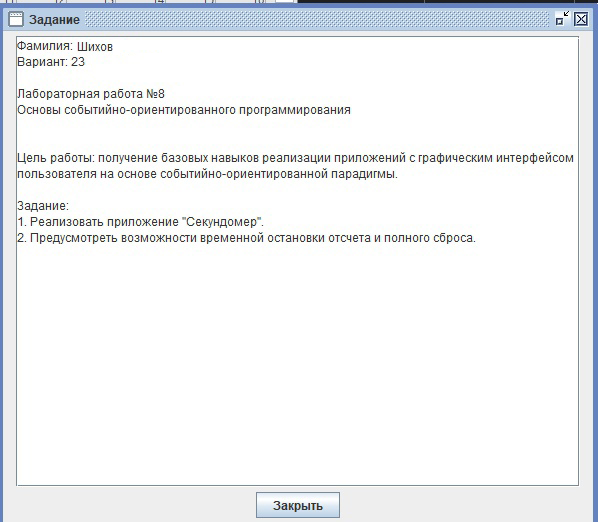 Задание
Фамилия: Шихов
Вариант: 23
Лабораторная работа №8
Основы событийно-ориентированного программирования
Цель работы: получение базовых навыков реализации приложений с графическим интерфейсом
пользователя на основе событийно-ориентированной парадигмы.
Задание:
1. Реализовать приложение "Секундомер".
2. Предусмотреть возможности временной остановки отсчета и полного сброса.
Закрыть